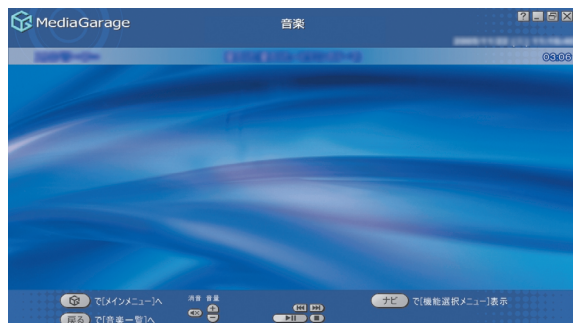 MediaGarage
音楽
03:06
で[メインメニュー]へ
消音 音量
ナビ で[機能選択メニュー]表示
戻る で[音楽一覧]へ